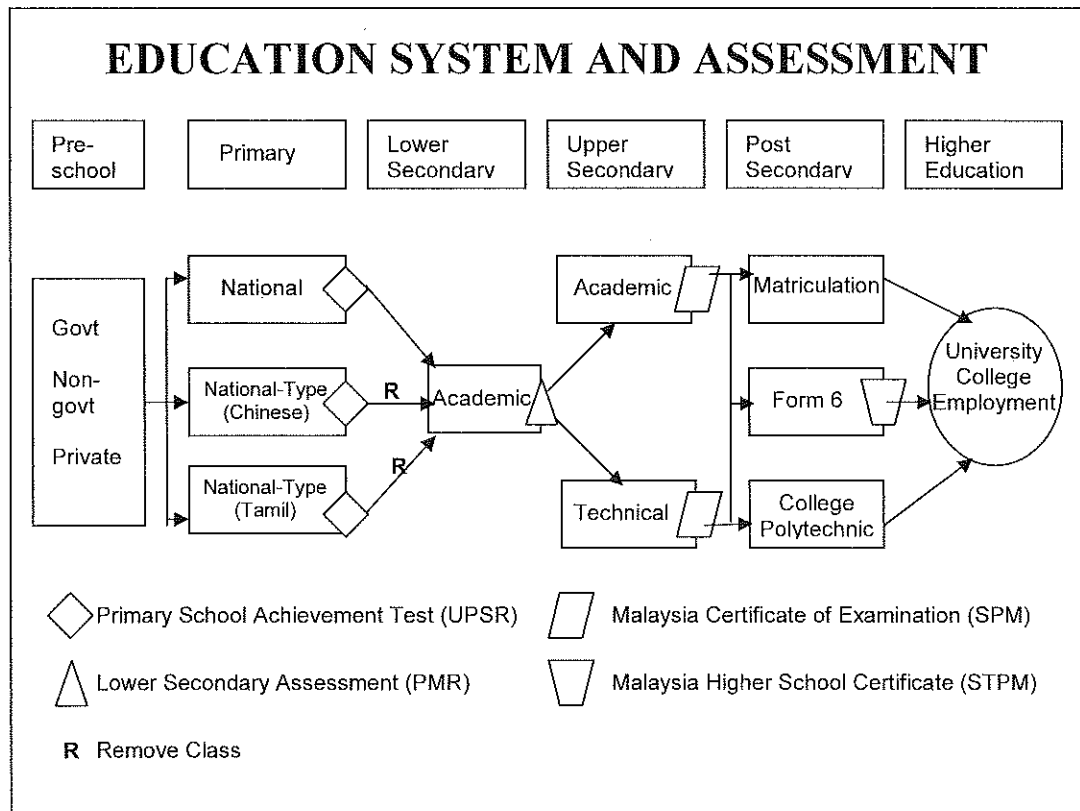 EDUCATION SYSTEM AND ASSESSMENT
Pre-
school
Primary
Lower
Secondary
Upper
Secondary
Post
Secondary
Higher
Education
Govt
Non-
govt
Private
National
National-Type
(Chinese)
National-Type
(Tamil)
R
R
Academic
Academic
Technical
Matriculation
Form 6
College
Polytechnic
University
College
Employment
Primary School Achievement Test (UPSR)
Malaysia Certificate of Examination (SPM)
Lower Secondary Assessment (PMR)
Malaysia Higher School Certificate (STPM)
R Remove Class